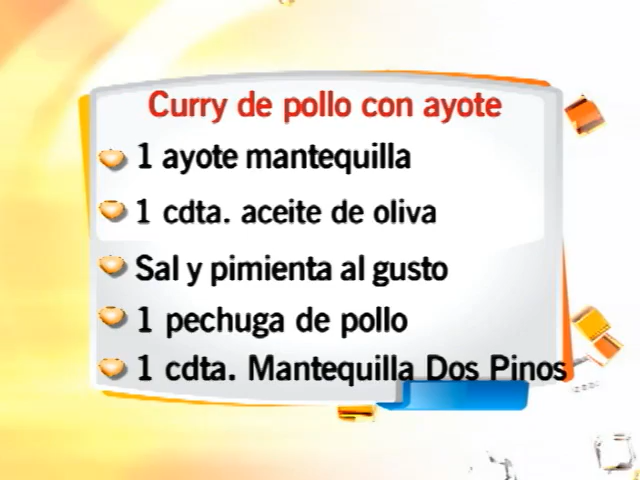 Curry de pollo con ayote
1 ayote mantequilla
1 cdta. aceite de oliva
Sal y pimienta al gusto
1 pechuga de pollo
1 cdta. Mantequilla Dos Pinos